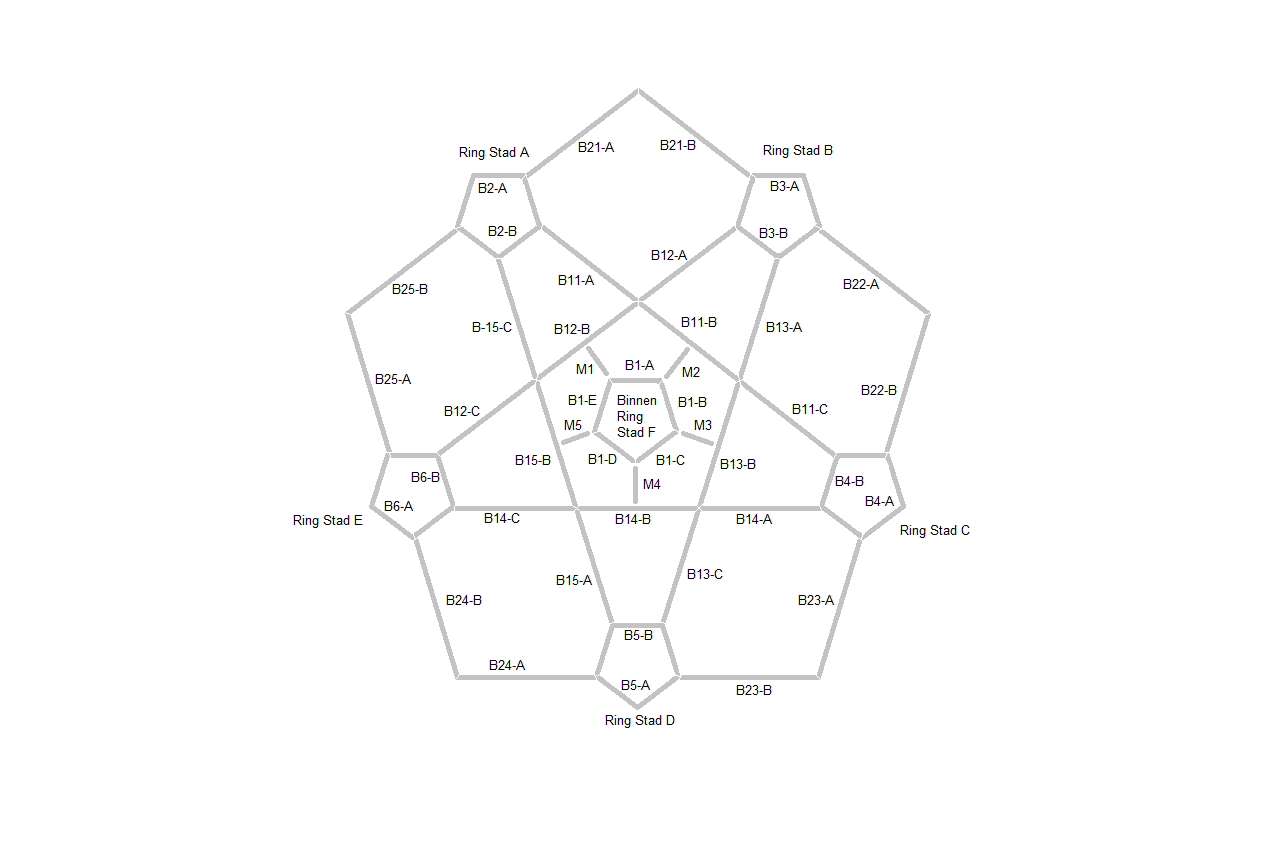 B21-A
B21-B
Ring Stad A
Ring Stad B
B2-A
B3-A
B2-B
B3-B
B12-A
B11-A
B22-A
B25-B
B11-B
B-15-C
B12-B
B13-A
B1-A
M1
M2
B25-A
B22-B
B1-E
Binnen
Ring
Stad F
B1-B
B12-C
B11-C
M5
M3
B15-B
B1-D
B1-C
B13-B
B6-B
M4
B4-B
B6-A
B4-A
Ring Stad E
B14-C
B14-B
B14-A
Ring Stad C
B15-A
B13-C
B24-B
B23-A
B5-B
B24-A
B5-A
B23-B
Ring Stad D